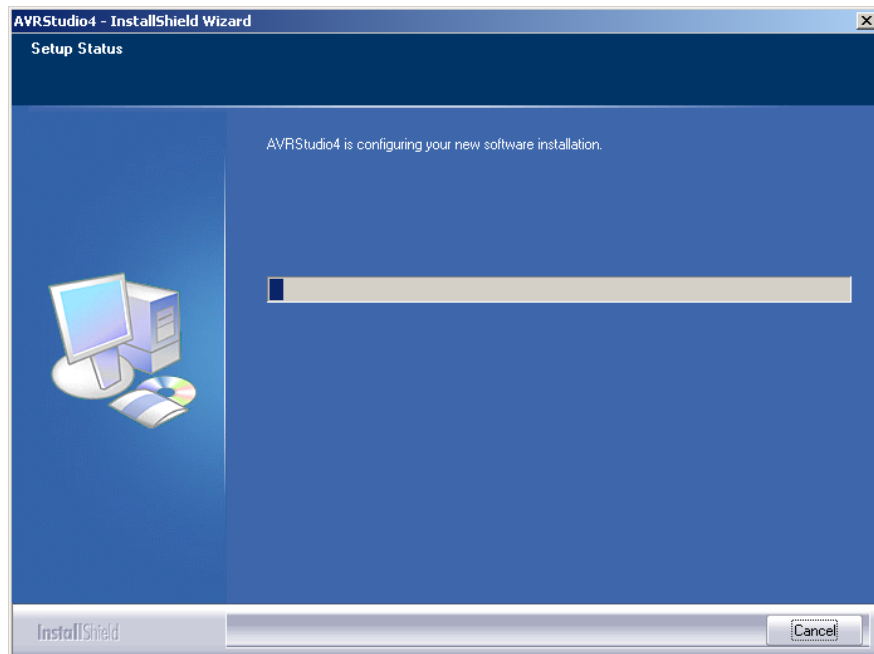 AVRStudio4 - InstallShield Wizard
Setup Status
AVRStudio4 is configuring your new software installation.
InstallShield
Cancel